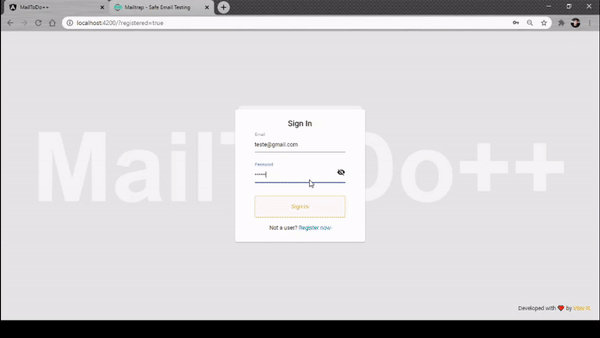 MailToDo++
Mailtrap - Safe Email Testing
localhost:4200/?registered=true
MailToDo++
Sign In
Email
teste@gmail.com
Password
Sign In
Not a user? Register now.
Developed with ❤ by